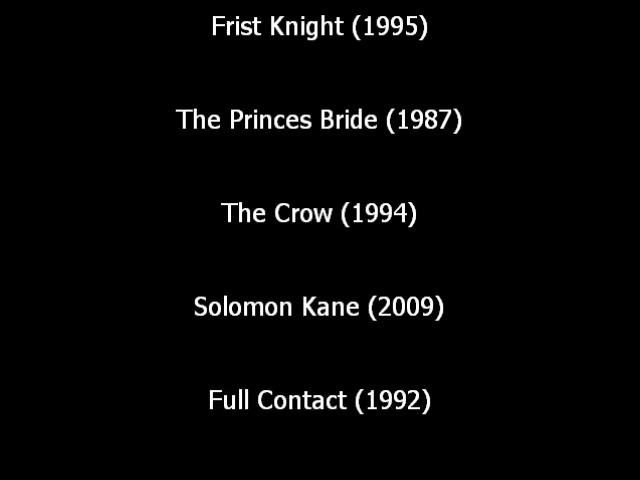 Frist Knight (1995)
The Princes Bride (1987)
The Crow (1994)
Solomon Kane (2009)
Full Contact (1992)